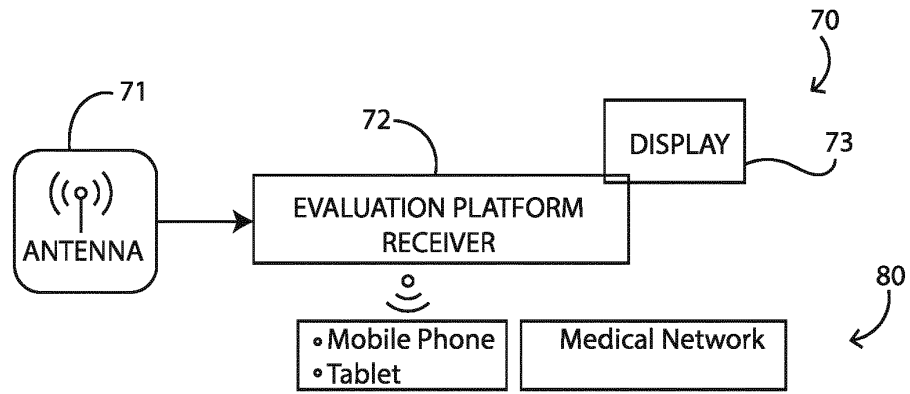 70
71
72
DISPLAY
73
ANTENNA
EVALUATION PLATFORM
RECEIVER
80
• Mobile Phone
• Tablet
Medical Network